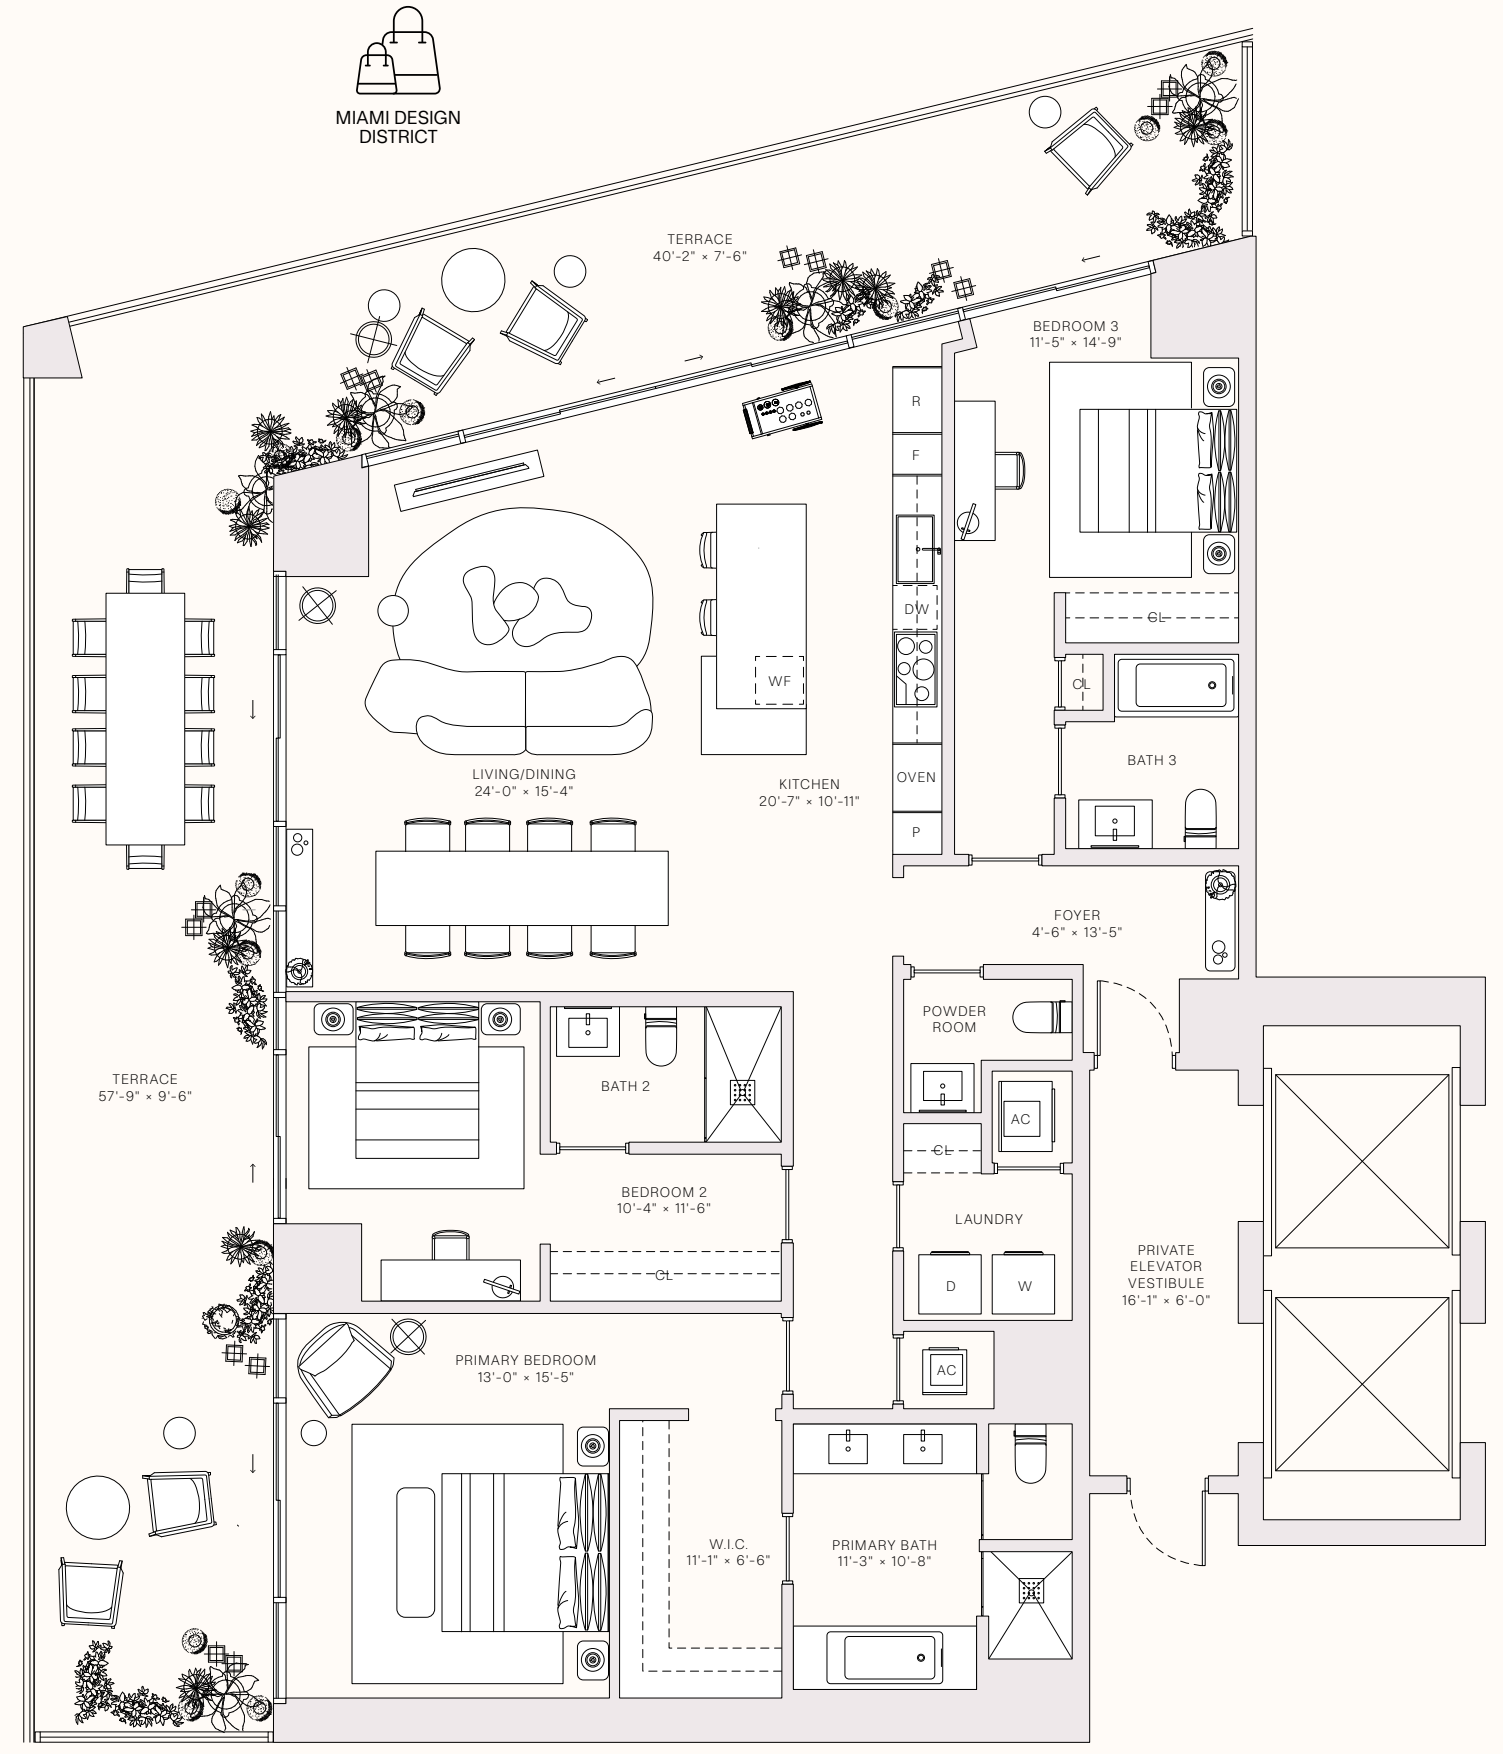 MIAMI DESIGN
DISTRICT
TERRACE
40'-2" × 7'-6"
BEDROOM 3
11'-5" × 14'-9"
R
F
DW
WF
OVEN
P
CL
CL
BATH 3
LIVING/DINING
24'-0" × 15'-4"
KITCHEN
20'-7" × 10'-11"
FOYER
4'-6" × 13'-5"
POWDER
ROOM
TERRACE
57'-9" × 9'-6"
BATH 2
AC
CL
BEDROOM 2
10'-4" × 11'-6"
LAUNDRY
CL
D
W
PRIVATE
ELEVATOR
VESTIBULE
16'-1" × 6'-0"
PRIMARY BEDROOM
13'-0" × 15'-5"
AC
W.I.C.
11'-1" × 6'-6"
PRIMARY BATH
11'-3" × 10'-8"